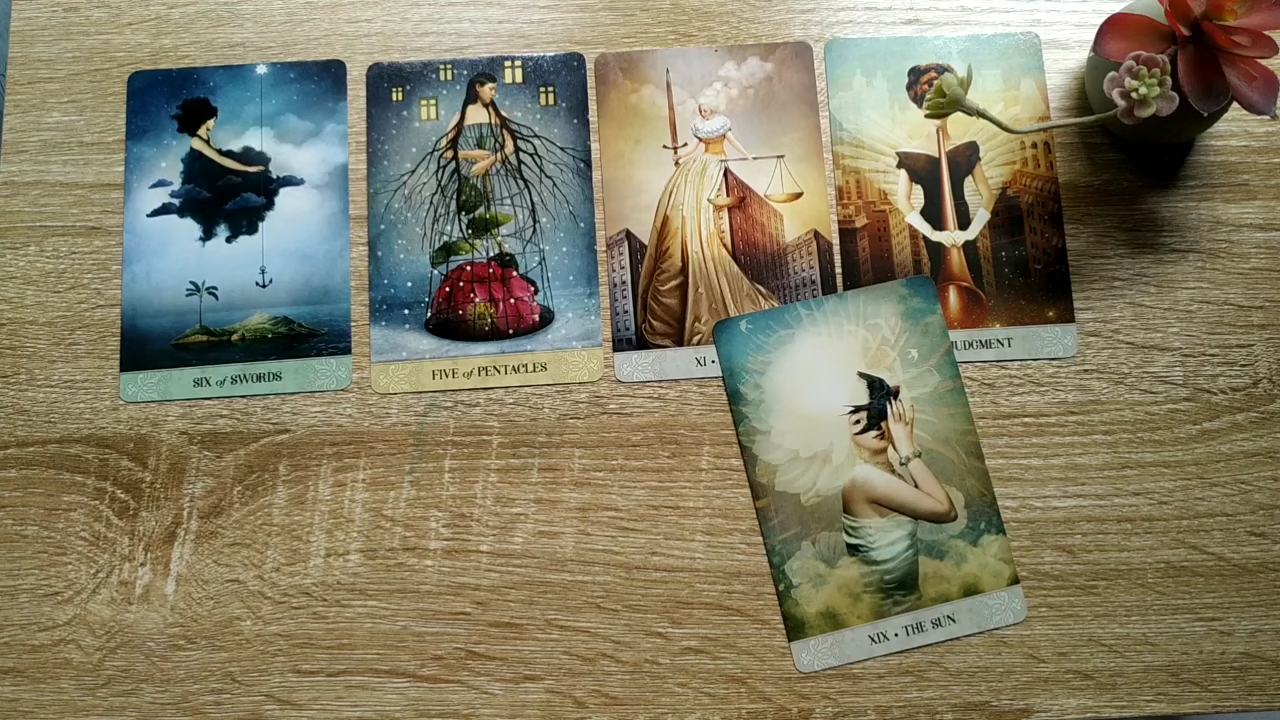 SIX of SWORDS
FIVE of PENTACLES
XI •
JUDGMENT
XIX • THE SUN